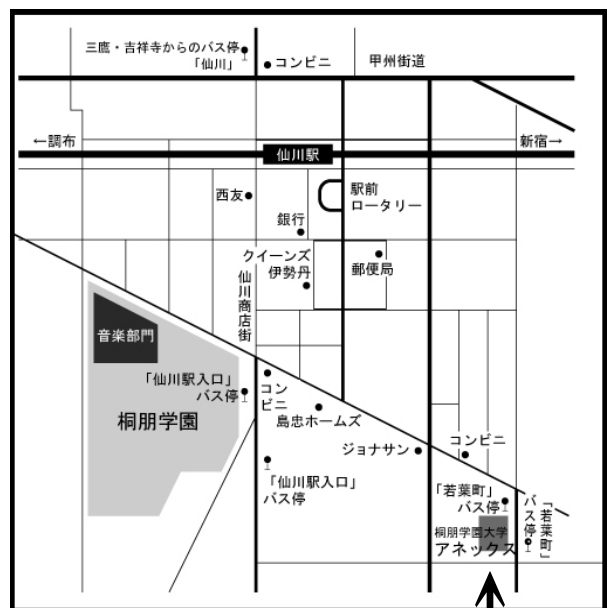 三鷹・吉祥寺からのバス停
「仙川」
コンビニ
甲州街道
←調布
仙川駅
新宿→
西友
駅前
ロータリー
銀行
クイーンズ
伊勢丹
郵便局
仙川商店街
音楽部門
「仙川駅入口」
バス停
コン
ビニ
桐朋学園
島忠ホームズ
ジョナサン
コンビニ
「仙川駅入口」
バス停
「若葉町」
バス停
「若葉町」
バス停
桐朋学園大学
アネックス